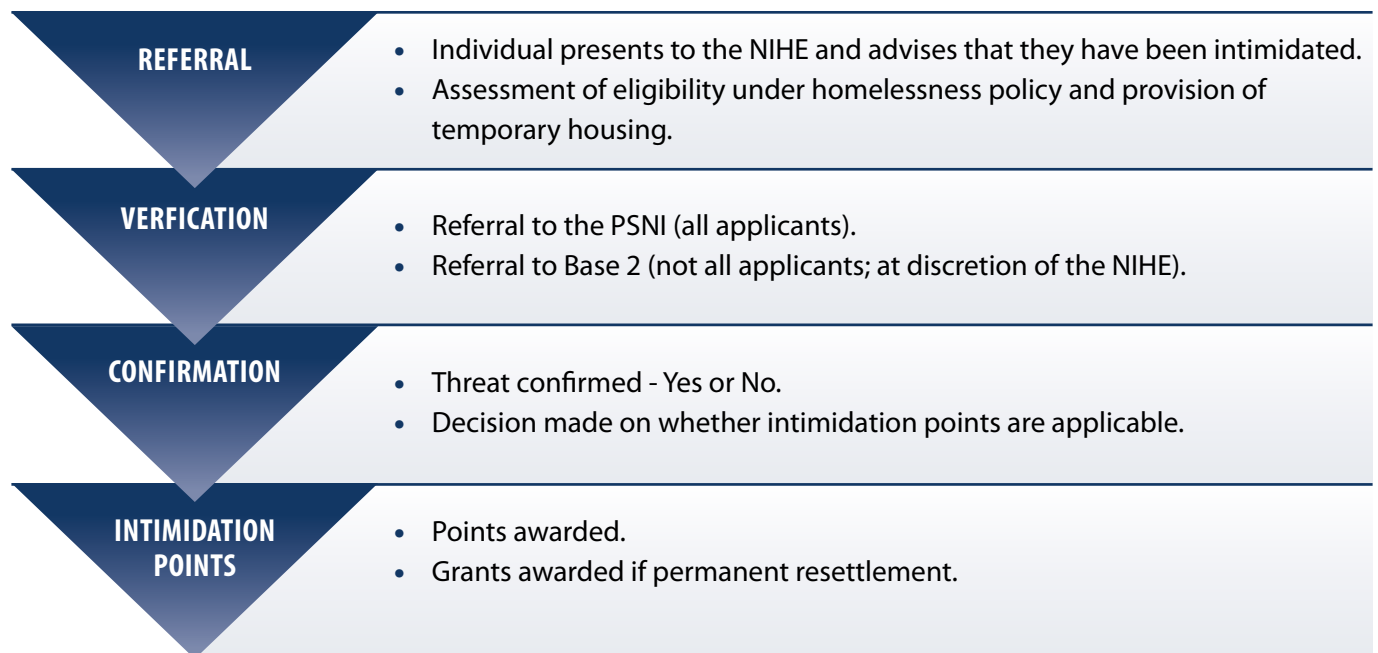 REFERRAL
• Individual presents to the NIHE and advises that they have been intimidated.
• Assessment of eligibility under homelessness policy and provision of
temporary housing.
VERFICATION
• Referral to the PSNI (all applicants).
• Referral to Base 2 (not all applicants; at discretion of the NIHE).
CONFIRMATION
• Threat confirmed - Yes or No.
• Decision made on whether intimidation points are applicable.
INTIMIDATION
POINTS
• Points awarded.
• Grants awarded if permanent resettlement.